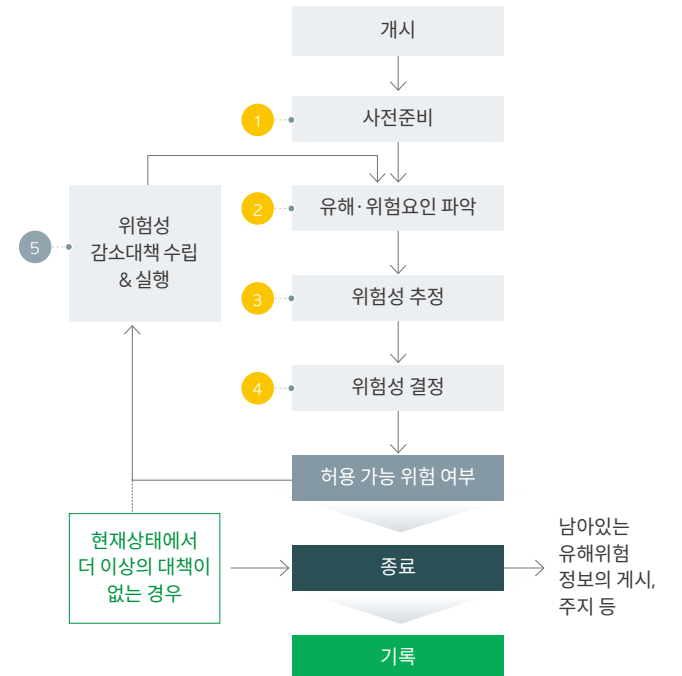 개시
1
사전준비
2
유해·위험요인 파악
3
위험성 추정
4
위험성 결정
5
위험성
감소대책 수립
& 실행
허용 가능 위험 여부
현재상태에서
더 이상의 대책이
없는 경우
종료
남아있는
유해위험
정보의 게시,
주지 등
기록